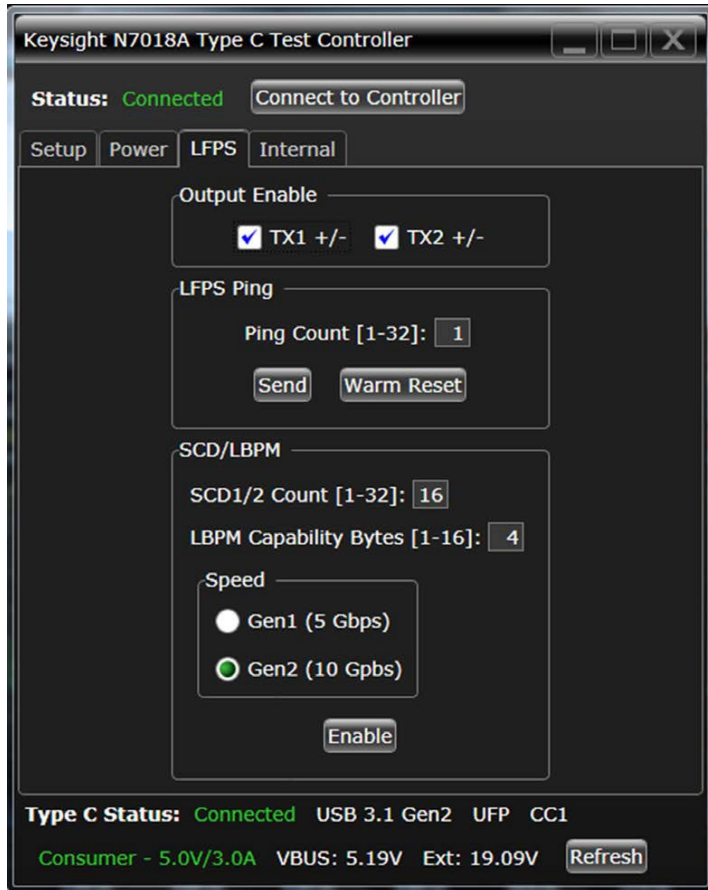 Keysight N7018A Type C Test Controller
Status: Connected Connect to Controller
Setup Power LFPS Internal
Output Enable
TX1 +/- TX2 +/-
LFPS Ping
Ping Count [1-32]: 1
Send Warm Reset
SCD/LBPM
SCD1/2 Count [1-32]: 16
LBPM Capability Bytes [1-16]: 4
Speed
Gen1 (5 Gbps)
Gen2 (10 Gpbs)
Enable
Type C Status: Connected USB 3.1 Gen2 UFP CC1
Consumer - 5.0V/3.0A VBUS: 5.19V Ext: 19.09V Refresh